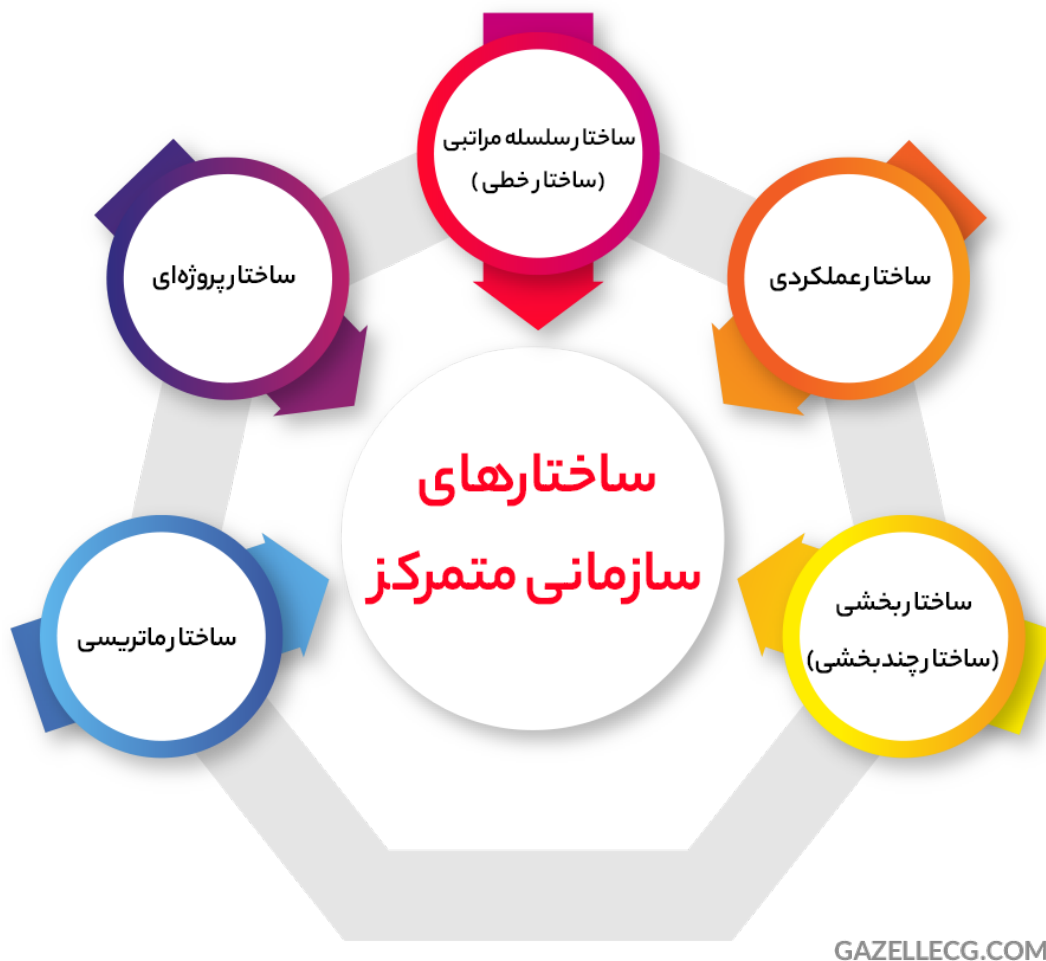 ساختار سلسله مراتبی
(ساختار خطی )
ساختار عملکردی
ساختار پروژه‌ای
ساختارهای
سازمانی متمرکز
ساختار بخشی
(ساختار چندبخشی)
ساختار ماتریسی
GAZELLECG.COM